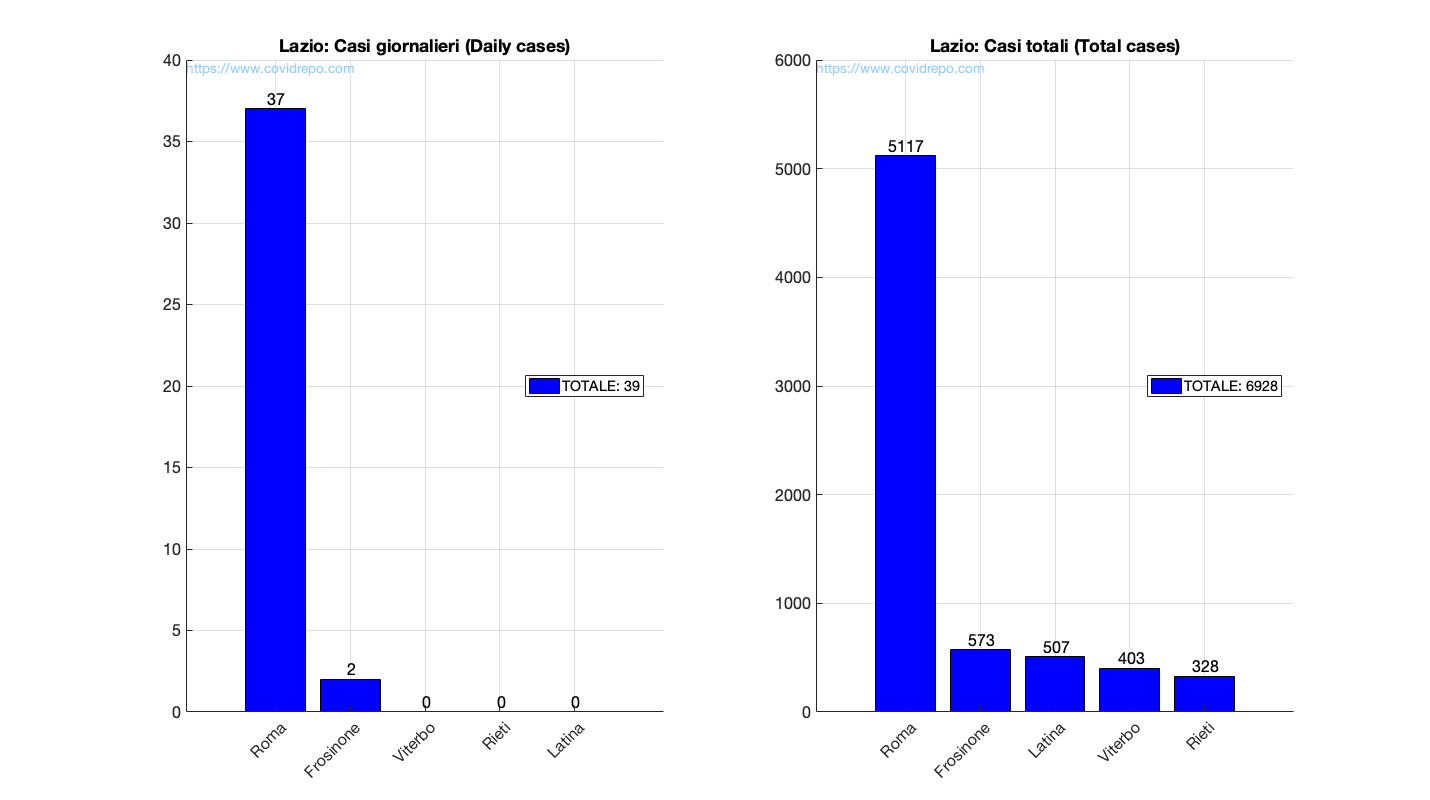 Lazio: Casi giornalieri (Daily cases)
https://www.covidrepo.com
40
35
30
25
20
15
10
5
0
37
2
0
0
0
TOTALE: 39
Roma
Frosinone
Viterbo
Rieti
Latina
Lazio: Casi totali (Total cases)
https://www.covidrepo.com
6000
5000
4000
3000
2000
1000
0
5117
573
507
403
328
TOTALE: 6928
Roma
Frosinone
Latina
Viterbo
Rieti